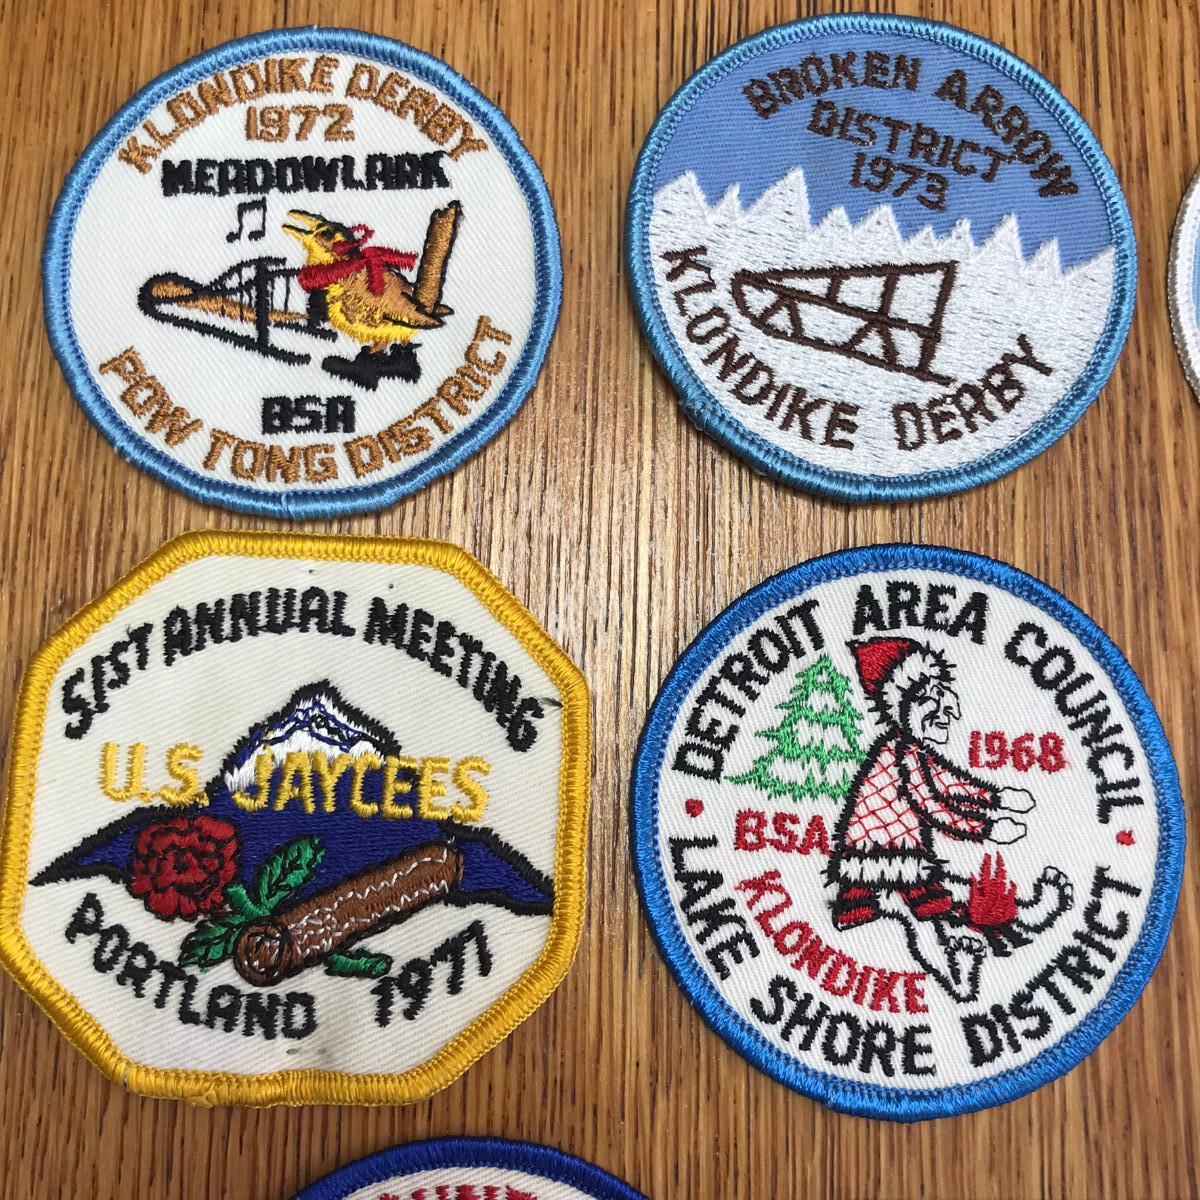 KLONDIKE DERBY
1972
MEADOWLARK
BSA
POW TONG DISTRICT
BROKEN ARROW
DISTRICT
1973
KLONDIKE DERBY
51ST ANNUAL MEETING
U.S. JAYCEES
PORTLAND 1977
DETROIT AREA COUNCIL
1968
BSA
KLONDIKE
LAKE SHORE DISTRICT